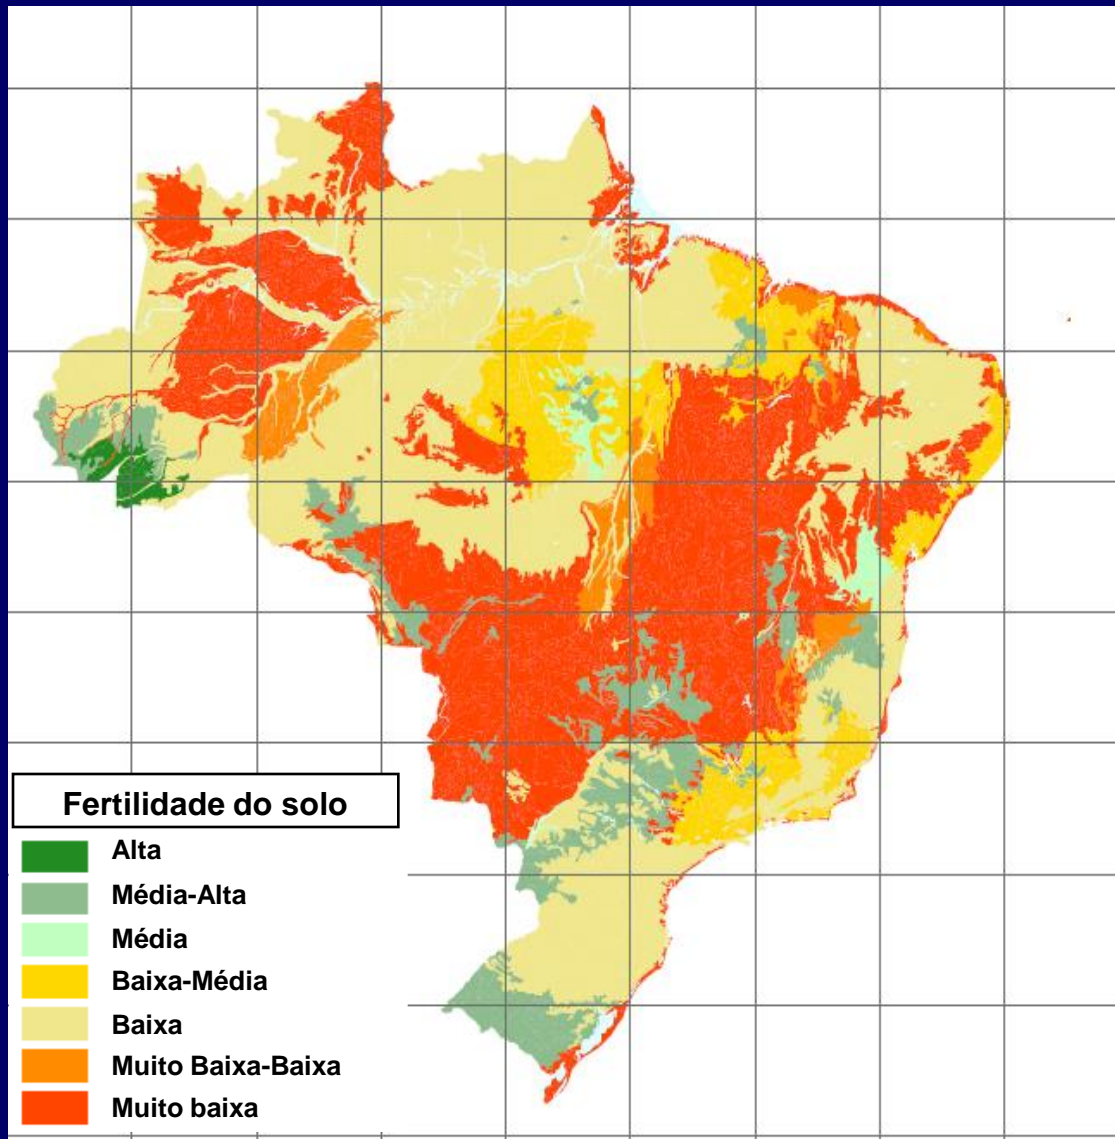 Fertilidade do solo
Alta
Média-Alta
Média
Baixa-Média
Baixa
Muito Baixa-Baixa
Muito baixa